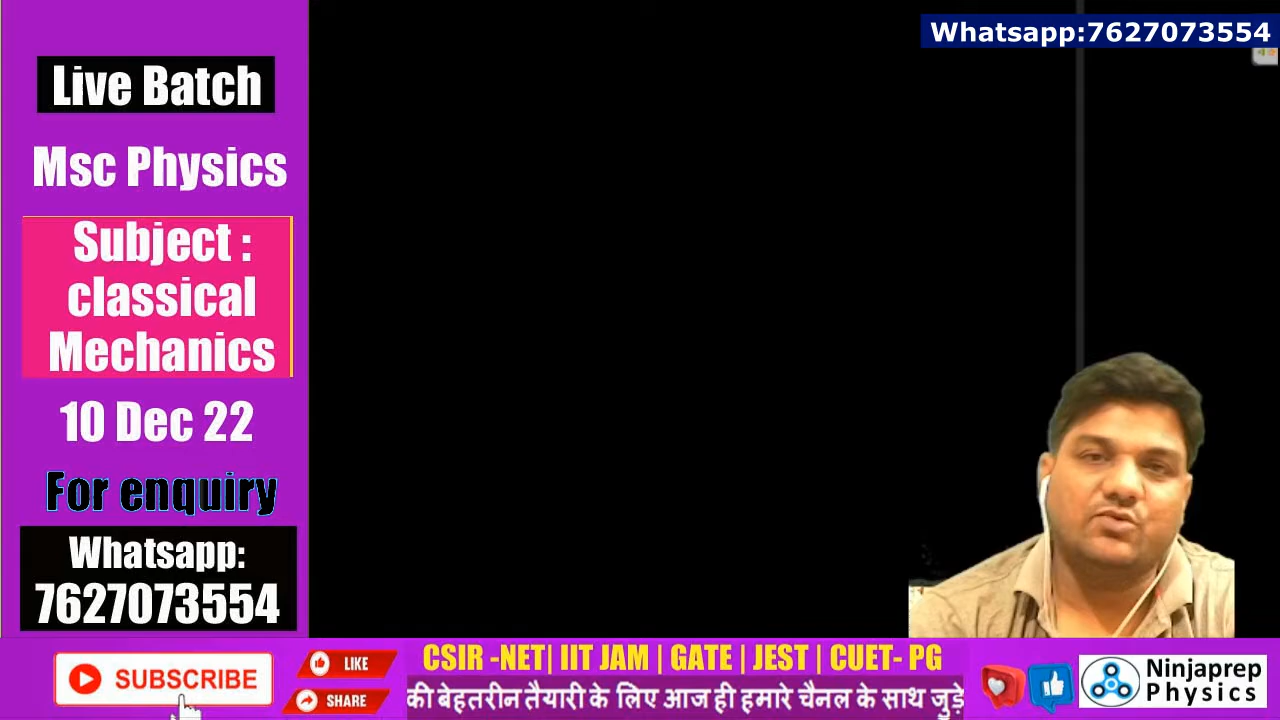 Whatsapp:7627073554
Live Batch
Msc Physics
Subject :
classical
Mechanics
10 Dec 22
For enquiry
Whatsapp:
7627073554
SUBSCRIBE
LIKE
SHARE
CSIR -NET| IIT JAM | GATE | JEST | CUET- PG
की बेहतरीन तैयारी के लिए आज ही हमारे चैनल के साथ जुड़े
Ninjaprep
Physics